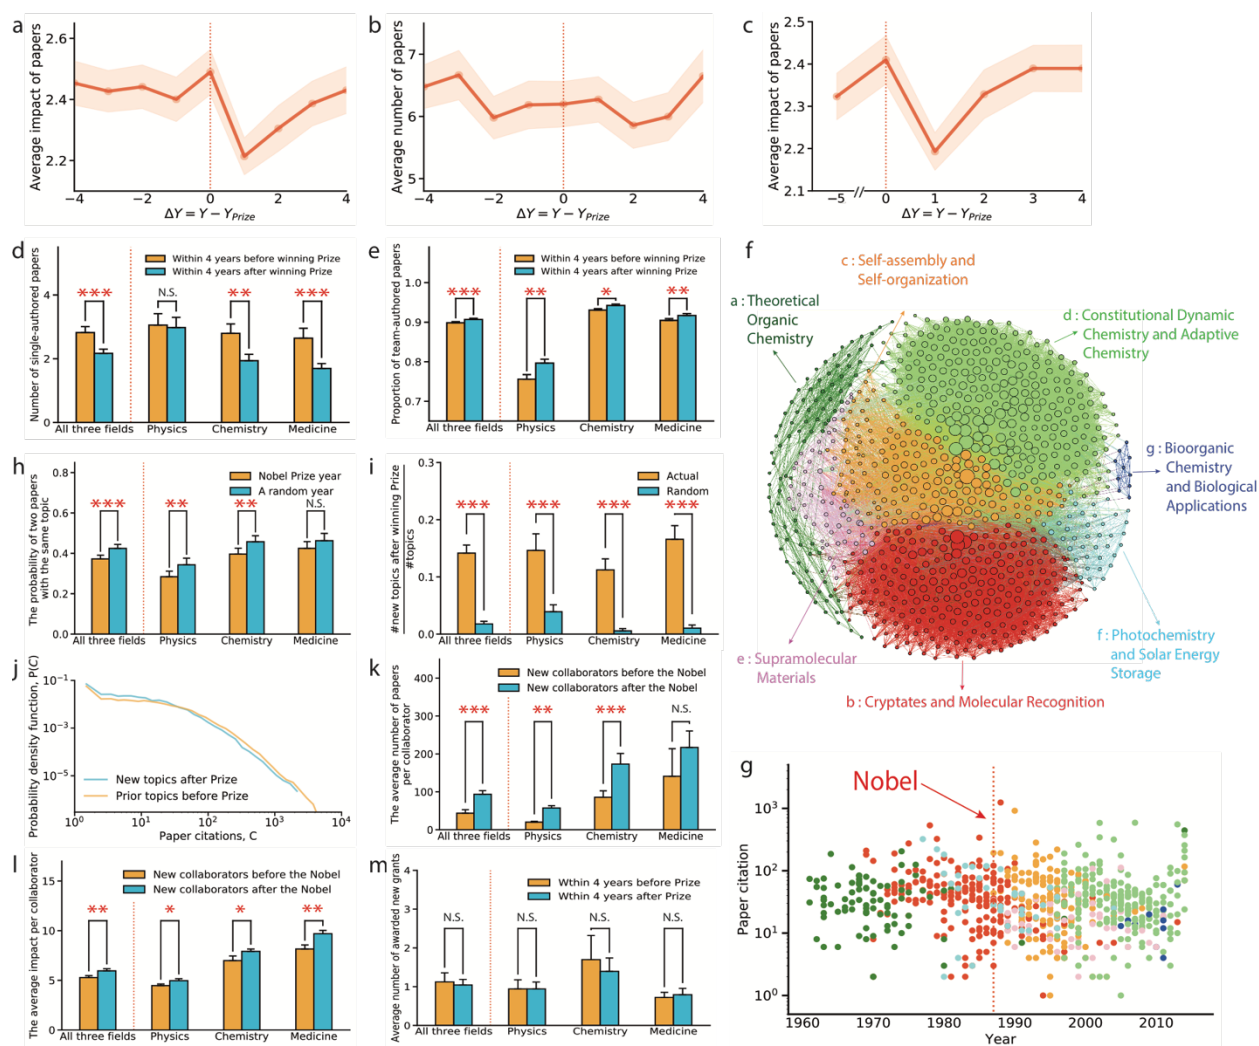 a
Average impact of papers
2.6
2.4
2.2
−4
−2
0
2
4
ΔY = Y − Y_Prize
b
Average number of papers
7
6
5
−4
−2
0
2
4
ΔY = Y − Y_Prize
c
Average impact of papers
2.5
2.4
2.3
2.2
2.1
−5
//
0
1
2
3
4
ΔY = Y − Y_Prize
d
Number of single-authored papers
4
2
0
Within 4 years before winning Prize
Within 4 years after winning Prize
***
N.S.
**
***
All three fields
Physics
Chemistry
Medicine
e
Proportion of team-authored papers
1.0
0.9
0.8
0.7
Within 4 years before winning Prize
Within 4 years after winning Prize
***
**
*
**
All three fields
Physics
Chemistry
Medicine
f
c : Self-assembly and
Self-organization
a : Theoretical
Organic
Chemistry
d : Constitutional Dynamic
Chemistry and Adaptive
Chemistry
g : Bioorganic
Chemistry
and Biological
Applications
f : Photochemistry
and Solar Energy
Storage
e : Supramolecular
Materials
b : Cryptates and Molecular Recognition
h
The probability of two papers
with the same topic
0.8
0.6
0.4
0.2
0.0
Nobel Prize year
A random year
***
**
**
N.S.
All three fields
Physics
Chemistry
Medicine
i
#new topics after winning Prize
#topics
0.3
0.2
0.1
0.0
Actual
Random
***
***
***
***
All three fields
Physics
Chemistry
Medicine
j
Probability density function, P(C)
10⁻¹
10⁻³
10⁻⁵
New topics after Prize
Prior topics before Prize
10⁰
10¹
10²
10³
10⁴
Paper citations, C
k
The average number of papers
per collaborator
400
300
200
100
0
New collaborators before the Nobel
New collaborators after the Nobel
***
**
***
N.S.
All three fields
Physics
Chemistry
Medicine
g
Nobel
Paper citation
10³
10²
10¹
10⁰
1960
1970
1980
1990
2000
2010
Year
l
The average impact per collaborator
15
10
5
0
New collaborators before the Nobel
New collaborators after the Nobel
**
*
*
**
All three fields
Physics
Chemistry
Medicine
m
Average number of awarded new grants
4
3
2
1
0
Wthin 4 years before Prize
Wthin 4 years after Prize
N.S.
N.S.
N.S.
N.S.
All three fields
Physics
Chemistry
Medicine